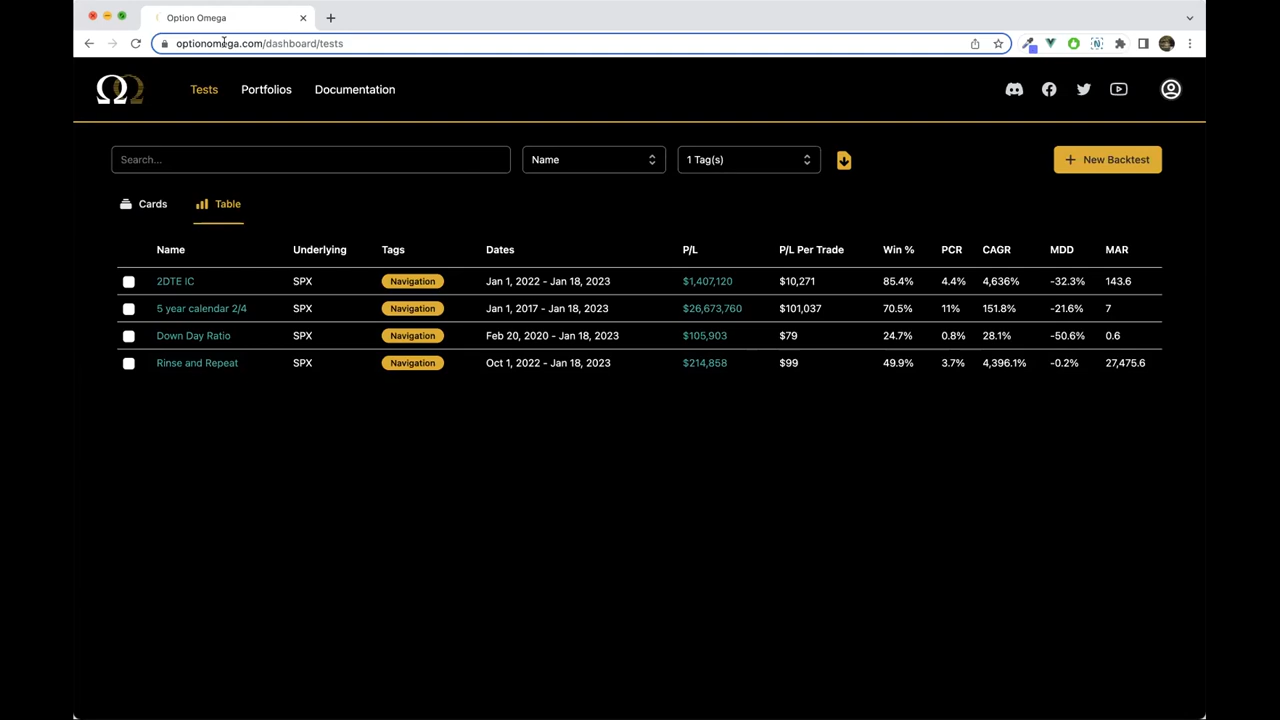 Option Omega
optionomega.com/dashboard/tests
Tests Portfolios Documentation
Search... Name 1 Tag(s) New Backtest
Cards Table
Name Underlying Tags Dates P/L P/L Per Trade Win % PCR CAGR MDD MAR
2DTE IC SPX Navigation Jan 1, 2022 - Jan 18, 2023 $1,407,120 $10,271 85.4% 4.4% 4,636% -32.3% 143.6
5 year calendar 2/4 SPX Navigation Jan 1, 2017 - Jan 18, 2023 $26,673,760 $101,037 70.5% 11% 151.8% -21.6% 7
Down Day Ratio SPX Navigation Feb 20, 2020 - Jan 18, 2023 $105,903 $79 24.7% 0.8% 28.1% -50.6% 0.6
Rinse and Repeat SPX Navigation Oct 1, 2022 - Jan 18, 2023 $214,858 $99 49.9% 3.7% 4,396.1% -0.2% 27,475.6